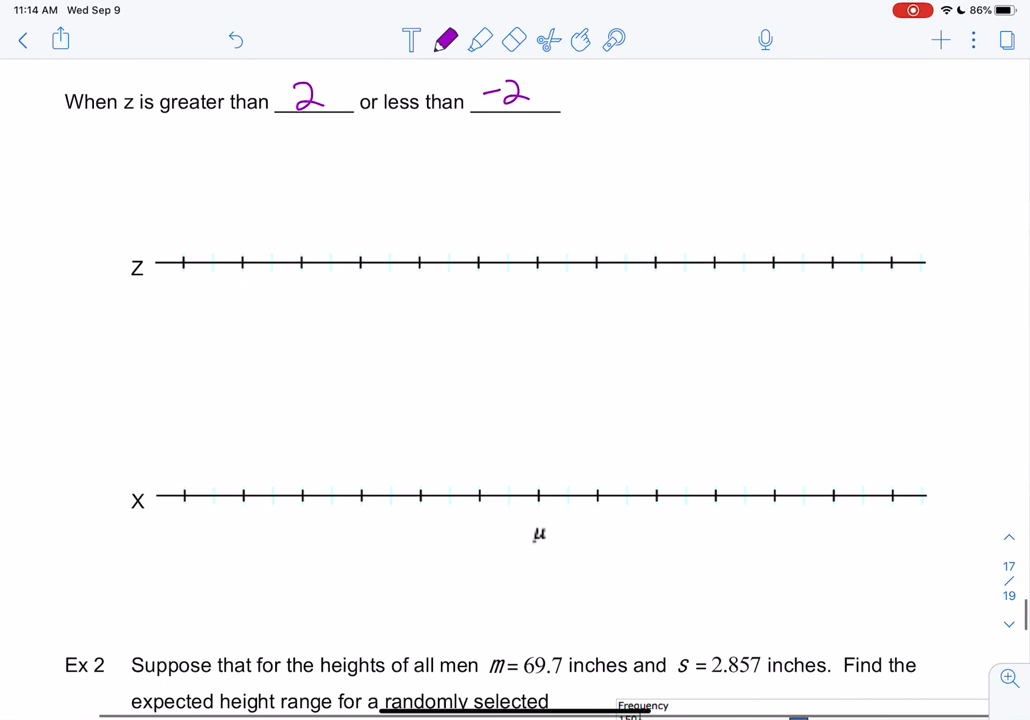 11:14 AM Wed Sep 9
86%
When z is greater than 2 or less than -2
Z
X
μ
17
/
19
Ex 2 Suppose that for the heights of all men m = 69.7 inches and s = 2.857 inches. Find the
expected height range for a randomly selected
Frequency